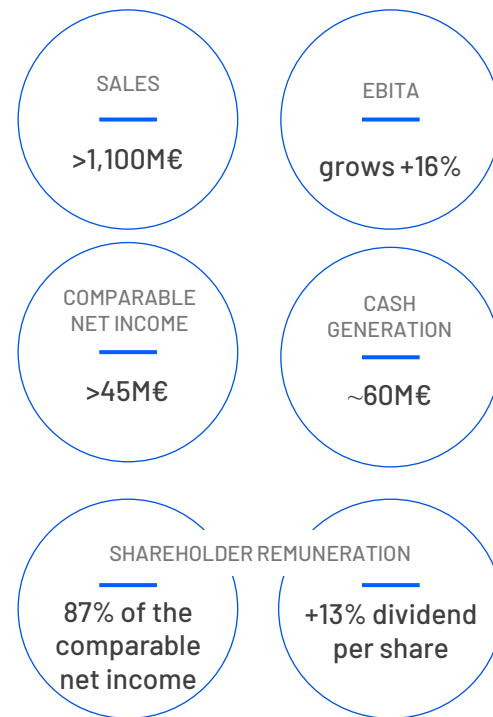 SALES
>1,100M€
EBITA
grows +16%
COMPARABLE
NET INCOME
>45M€
CASH
GENERATION
~60M€
SHAREHOLDER REMUNERATION
87% of the
comparable
net income
+13% dividend
per share